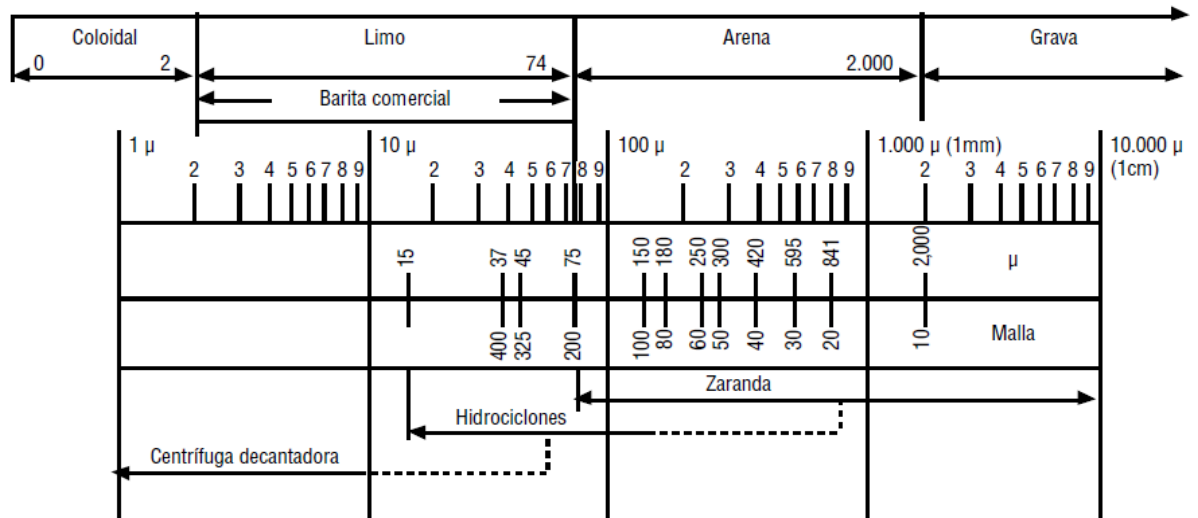 Coloidal Limo Arena Grava
0 2 74 2.000
Barita comercial
1 µ 10 µ 100 µ 1.000 µ (1mm) 10.000 µ
(1cm)
2 3 4 5 6 7 8 9 2 3 4 5 6 7 8 9 2 3 4 5 6 7 8 9 2 3 4 5 6 7 8 9
15 37 45 75 150 180 250 300 420 595 841 2,000 µ
400 325 200 100 80 60 50 40 30 20 10 Malla
Zaranda
Hidrociclones
Centrífuga decantadora